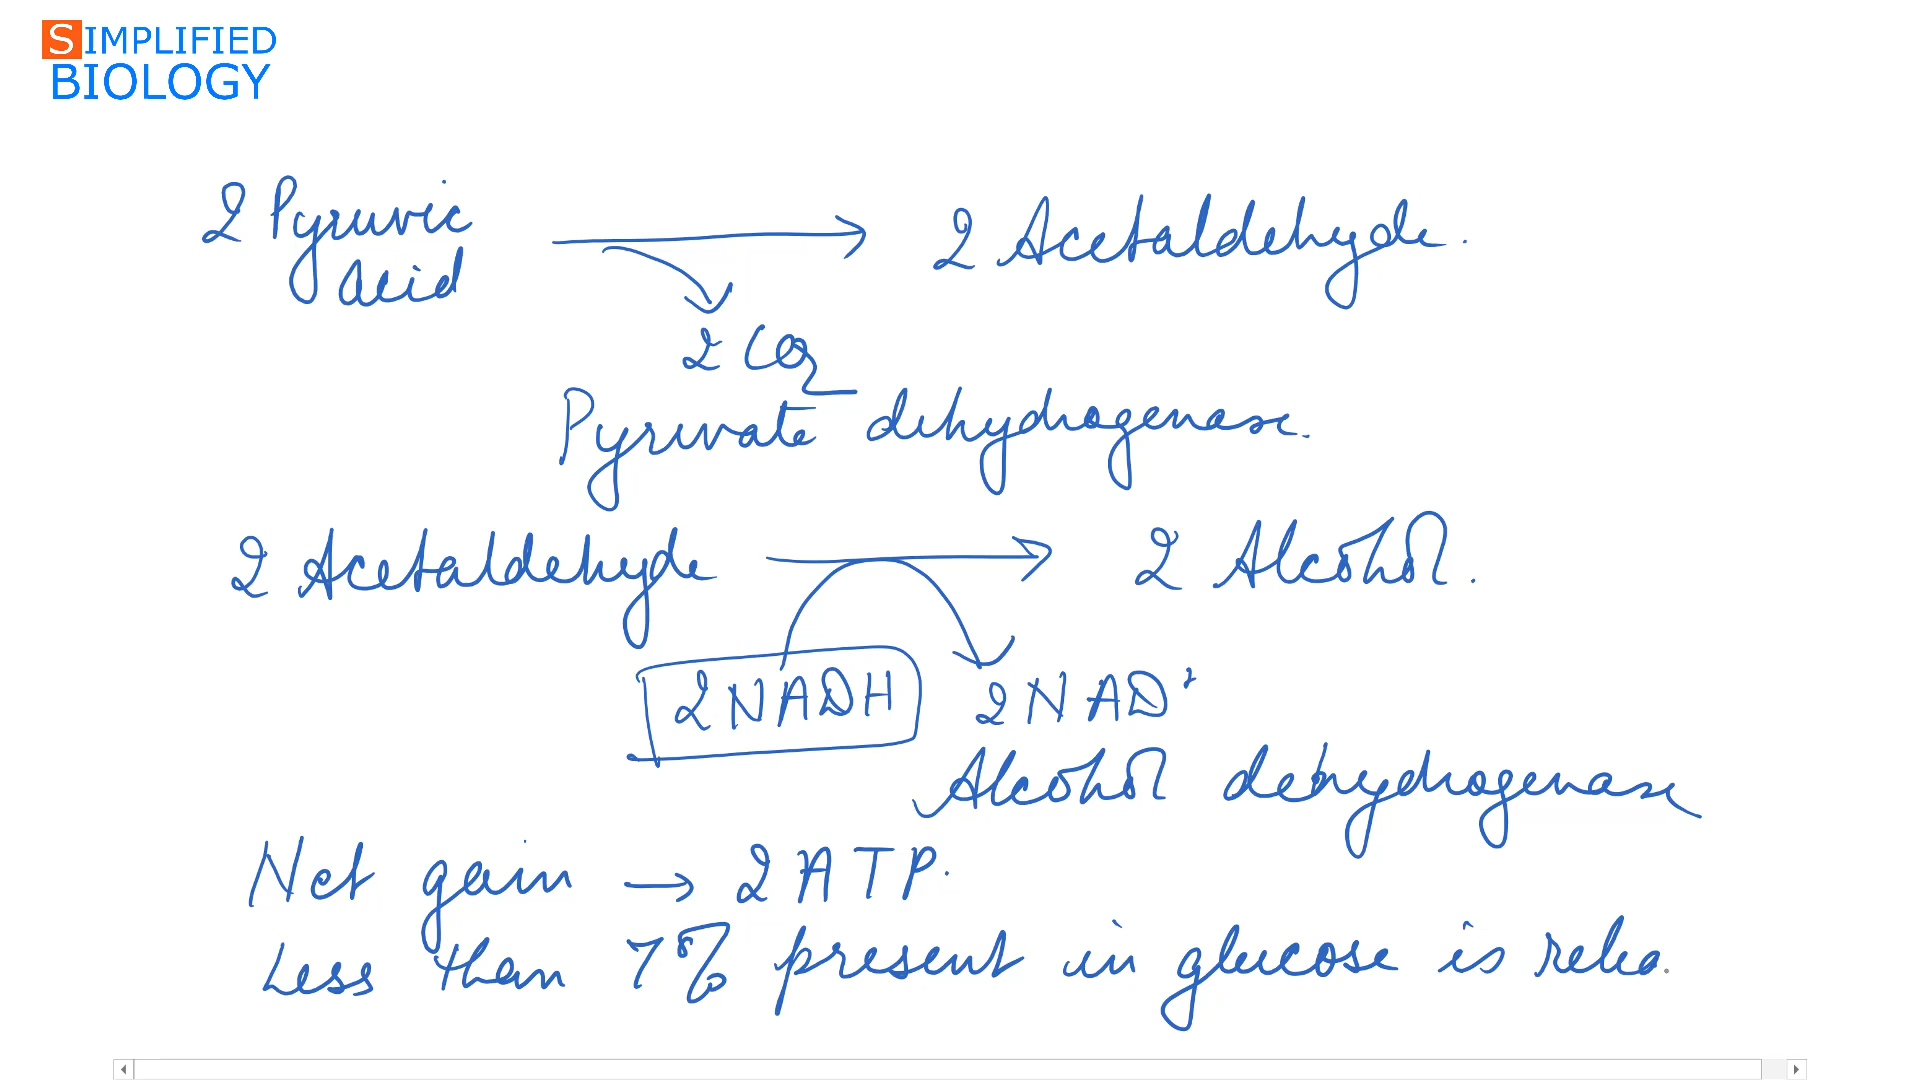 SIMPLIFIED
BIOLOGY
2 Pyruvic acid → 2 Acetaldehyde.
2 CO2
Pyruvate dehydrogenase.
2 Acetaldehyde → 2 Alcohol.
2NADH 2NAD+
Alcohol dehydrogenase
Net gain → 2 ATP.
Less than 7% present in glucose is relea